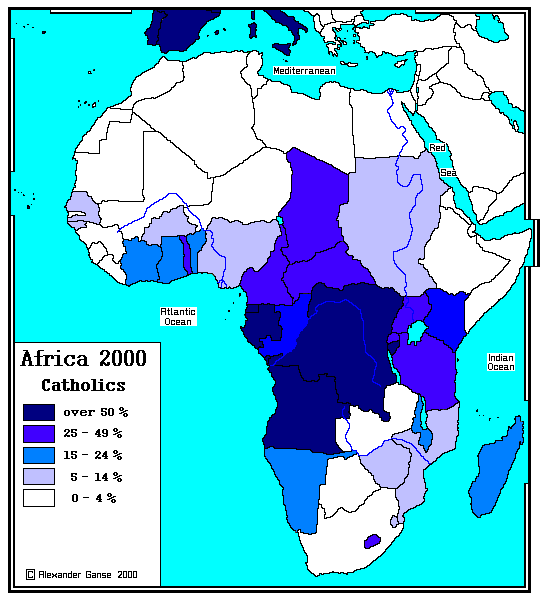 Mediterranean
Red
Sea
Atlantic
Ocean
Indian
Ocean
Africa 2000
Catholics
over 50 %
25 - 49 %
15 - 24 %
5 - 14 %
0 - 4 %
C Alexander Ganse 2000